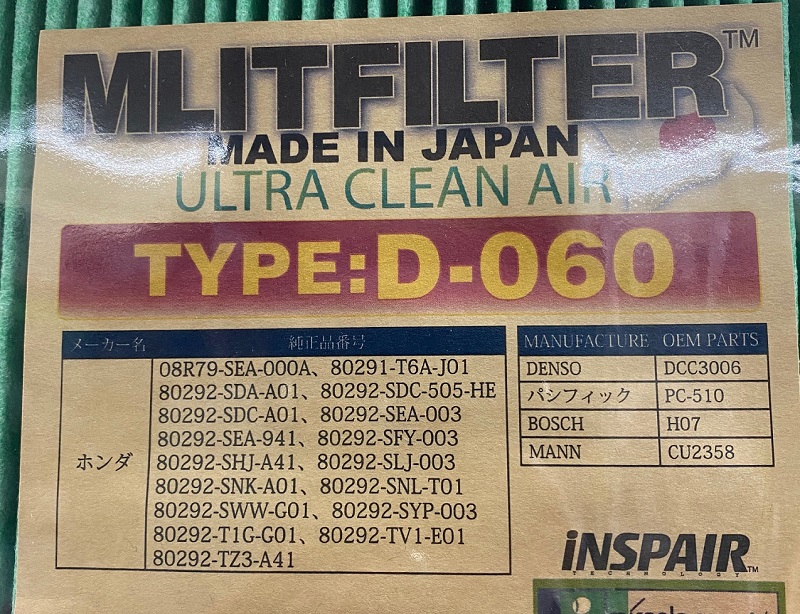 MLITFILTER™
MADE IN JAPAN
ULTRA CLEAN AIR
TYPE:D-060
メーカー名 純正品番号
ホンダ
08R79-SEA-000A、80291-T6A-J01
80292-SDA-A01、80292-SDC-505-HE
80292-SDC-A01、80292-SEA-003
80292-SEA-941、80292-SFY-003
80292-SHJ-A41、80292-SLJ-003
80292-SNK-A01、80292-SNL-T01
80292-SWW-G01、80292-SYP-003
80292-T1G-G01、80292-TV1-E01
80292-TZ3-A41
MANUFACTURE OEM PARTS
DENSO DCC3006
パシフィック PC-510
BOSCH H07
MANN CU2358
iNSPAIR™
TECHNOLOGY